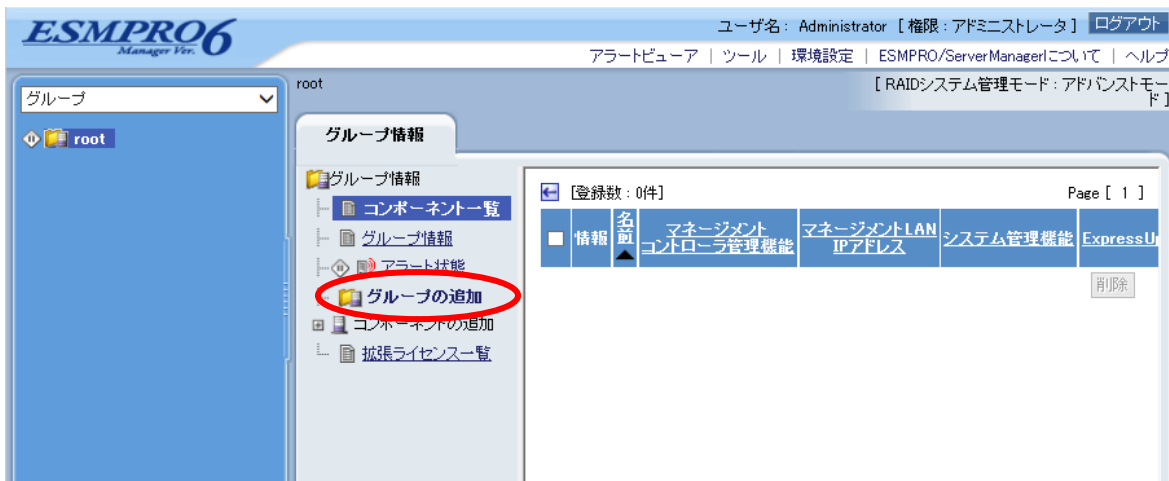 ESMPRO6
Manager Ver.
ユーザ名: Administrator [権限:アドミニストレータ] ログアウト
アラートビューア | ツール | 環境設定 | ESMPRO/ServerManagerについて | ヘルプ
グループ
root
root
[RAIDシステム管理モード:アドバンストモー
ド]
グループ情報
グループ情報
コンポーネント一覧
グループ情報
アラート状態
グループの追加
コンポーネントの追加
拡張ライセンス一覧
[登録数:0件]
Page [ 1 ]
情報
名前
マネージメント
コントローラ管理機能
マネージメントLAN
IPアドレス
システム管理機能
ExpressU
削除